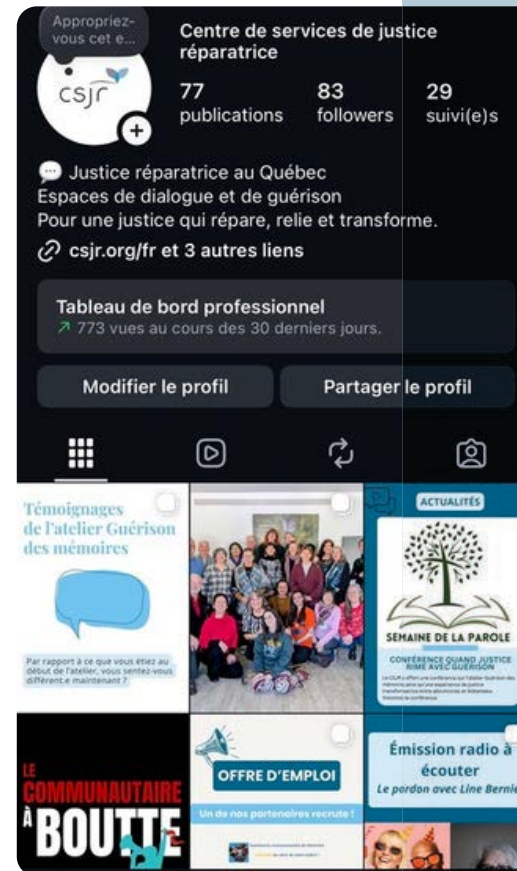 Appropriez-
vous cet e...
csjr
Centre de services de justice
réparatrice
77
publications
83
followers
29
suivi(e)s
Justice réparatrice au Québec
Espaces de dialogue et de guérison
Pour une justice qui répare, relie et transforme.
csjr.org/fr et 3 autres liens
Tableau de bord professionnel
773 vues au cours des 30 derniers jours.
Modifier le profil
Partager le profil
Témoignages
de l'atelier Guérison
des mémoires
Par rapport à ce que vous étiez au
début de l'atelier, vous sentez-vous
différent.e maintenant ?
ACTUALITÉS
SEMAINE DE LA PAROLE
CONFÉRENCE QUAND JUSTICE
RIME AVEC GUÉRISON
LE
COMMUNAUTAIRE
À BOUTTE
OFFRE D'EMPLOI
Un de nos partenaires recrute !
Émission radio à
écouter
Le pardon avec Line Bernie